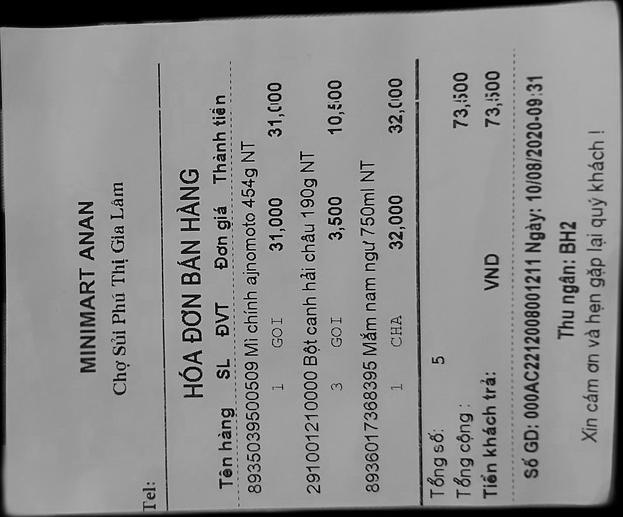 MINIMART ANAN
Chợ Sủi Phú Thị Gia Lâm
Tel:
HÓA ĐƠN BÁN HÀNG
Tên hàng SL ĐVT Đơn giá Thành tiền
8935039500509 Mì chính ajnomoto 454g NT
1 GOI 31,000 31,000
291001210000 Bột canh hải châu 190g NT
3 GOI 3,500 10,500
8936017368395 Mắm nam ngư 750ml NT
1 CHA 32,000 32,000
Tổng số: 5
Tổng cộng : 73,500
Tiền khách trả: VND 73,500
Số GD: 000AC2212008001211 Ngày: 10/08/2020-09:31
Thu ngân: BH2
Xin cám ơn và hẹn gặp lại quý khách !